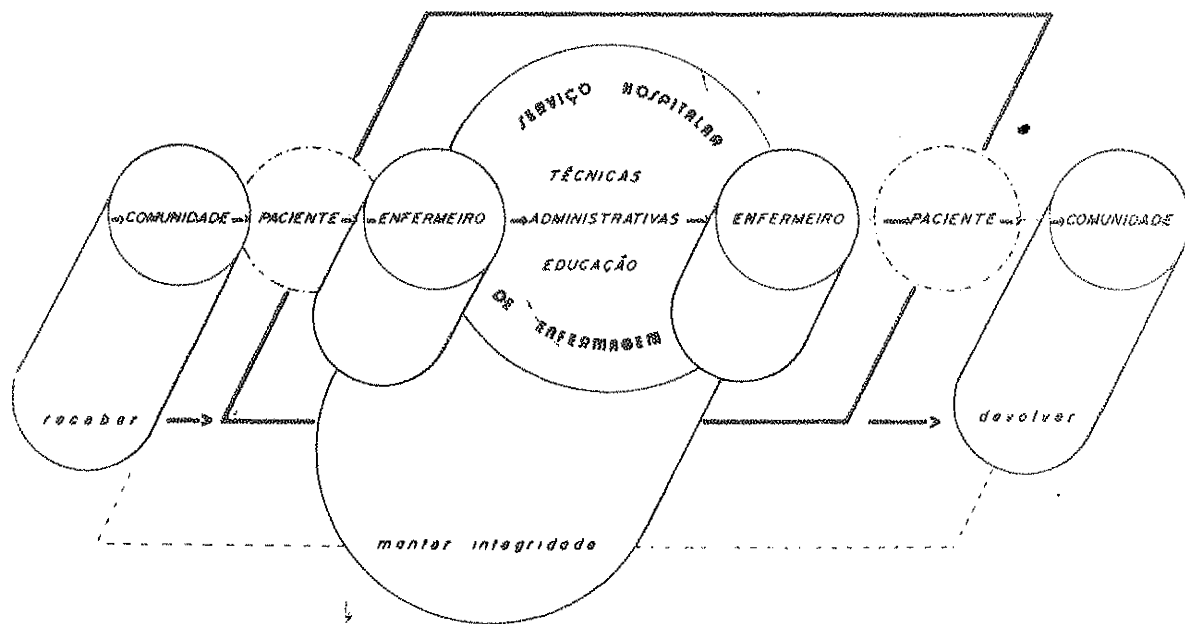 SERVIÇO HOSPITALAR
TÉCNICAS
COMUNIDADE PACIENTE ENFERMEIRO ADMINISTRATIVAS ENFERMEIRO PACIENTE COMUNIDADE
EDUCAÇÃO
DE ENFERMAGEM
receber devolver
manter integridade